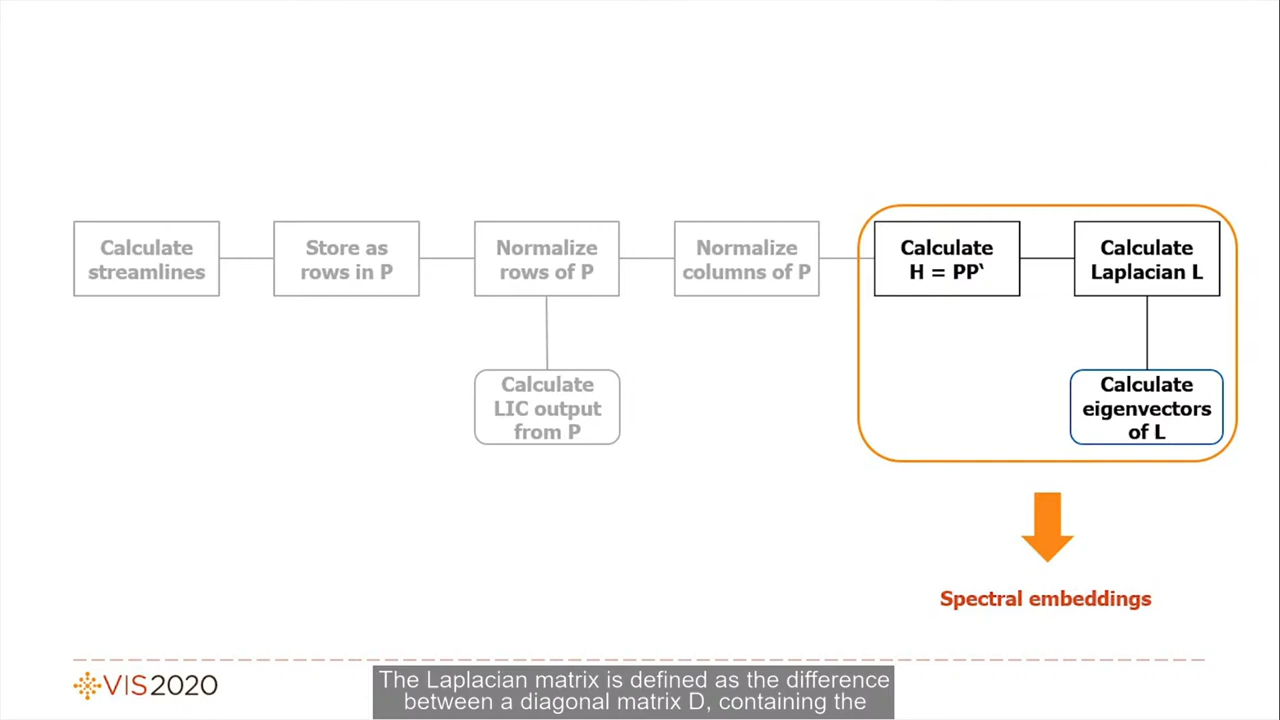 Calculate
streamlines
Store as
rows in P
Normalize
rows of P
Normalize
columns of P
Calculate
H = PP‘
Calculate
Laplacian L
Calculate
LIC output
from P
Calculate
eigenvectors
of L
Spectral embeddings
VIS2020
The Laplacian matrix is defined as the difference
between a diagonal matrix D, containing the